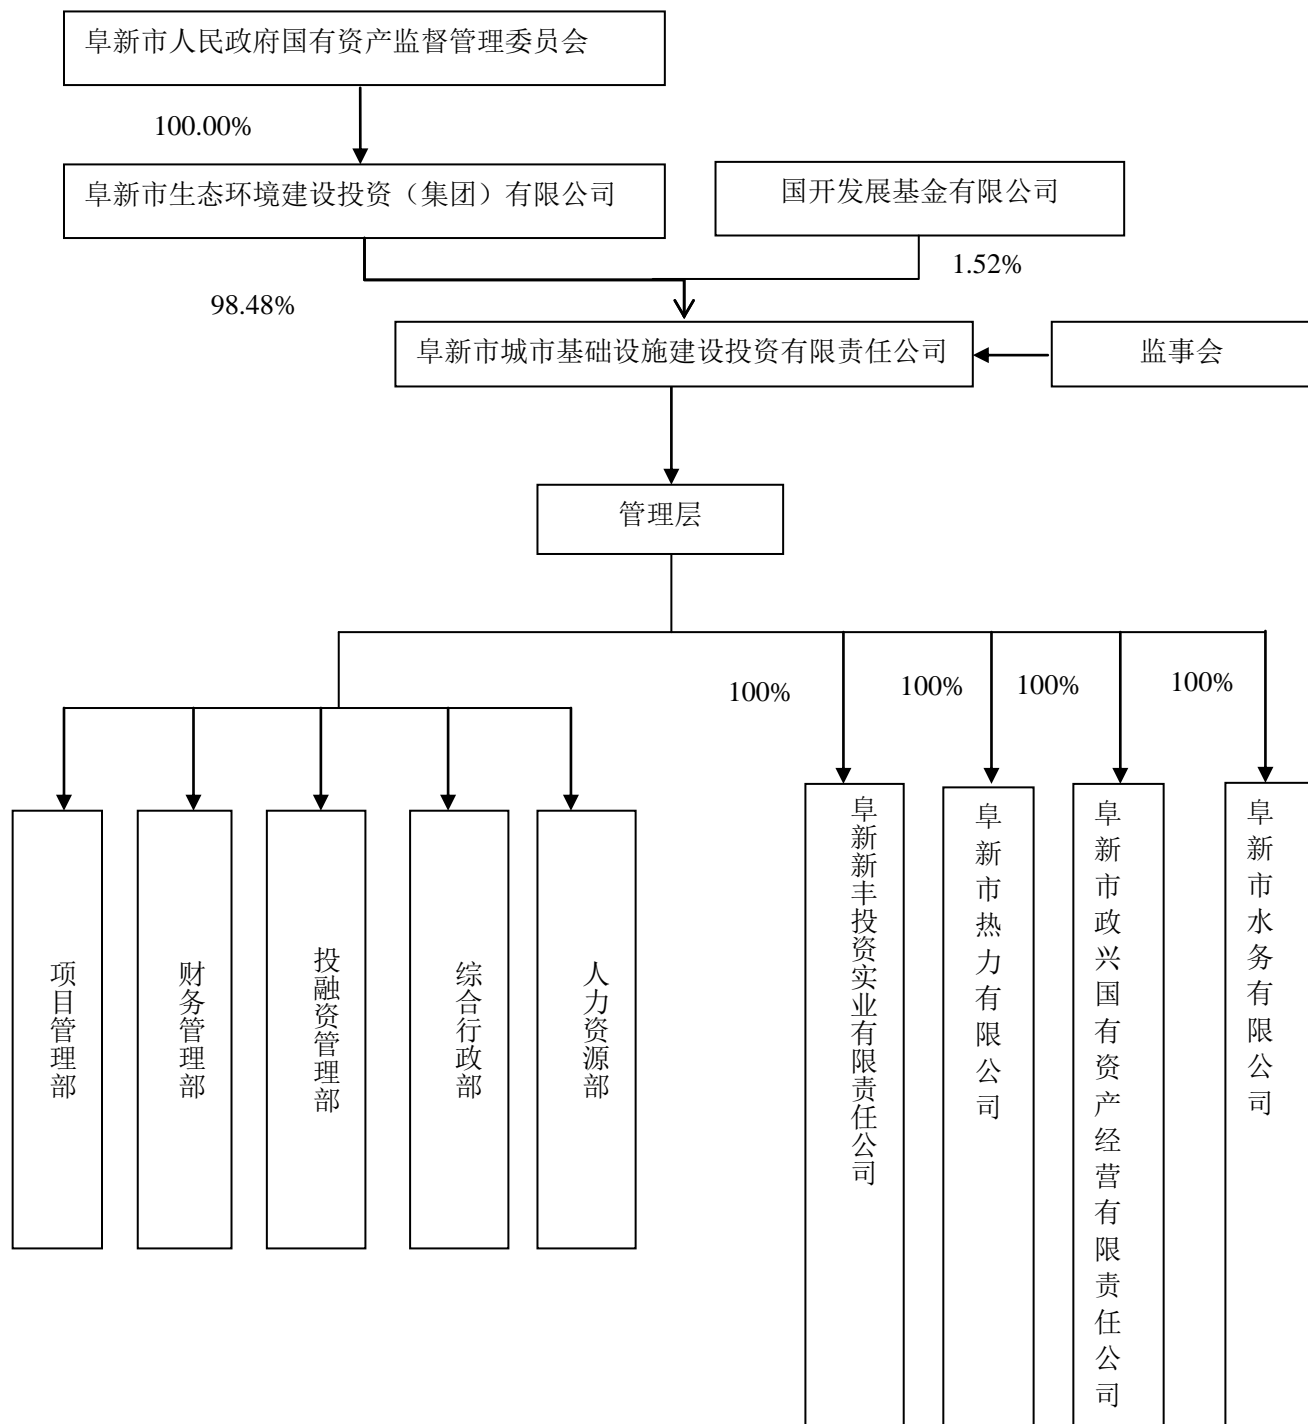 阜新市人民政府国有资产监督管理委员会
100.00%
阜新市生态环境建设投资（集团）有限公司
国开发展基金有限公司
1.52%
98.48%
阜新市城市基础设施建设投资有限责任公司
监事会
管理层
100%
100%
100%
100%
项目管理部
财务管理部
投融资管理部
综合行政部
人力资源部
阜新新丰投资实业有限责任公司
阜新市热力有限公司
阜新市政兴国有资产经营有限责任公司
阜新市水务有限公司